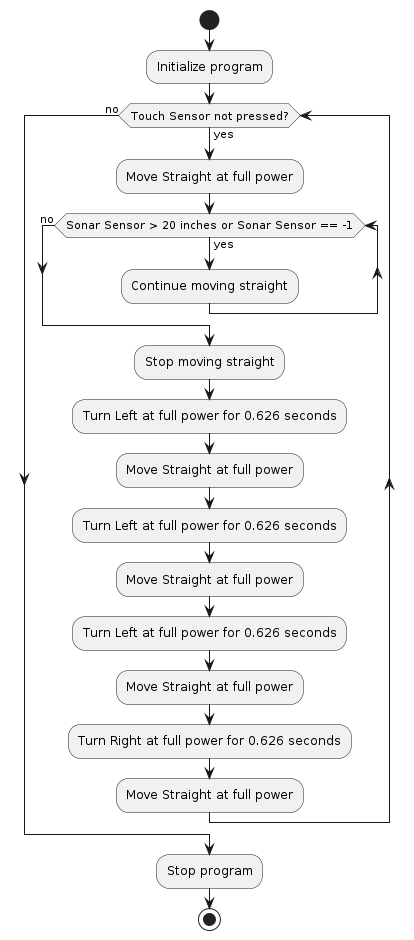 Initialize program
no
Touch Sensor not pressed?
yes
Move Straight at full power
no
Sonar Sensor > 20 inches or Sonar Sensor == -1
yes
Continue moving straight
Stop moving straight
Turn Left at full power for 0.626 seconds
Move Straight at full power
Turn Left at full power for 0.626 seconds
Move Straight at full power
Turn Left at full power for 0.626 seconds
Move Straight at full power
Turn Right at full power for 0.626 seconds
Move Straight at full power
Stop program